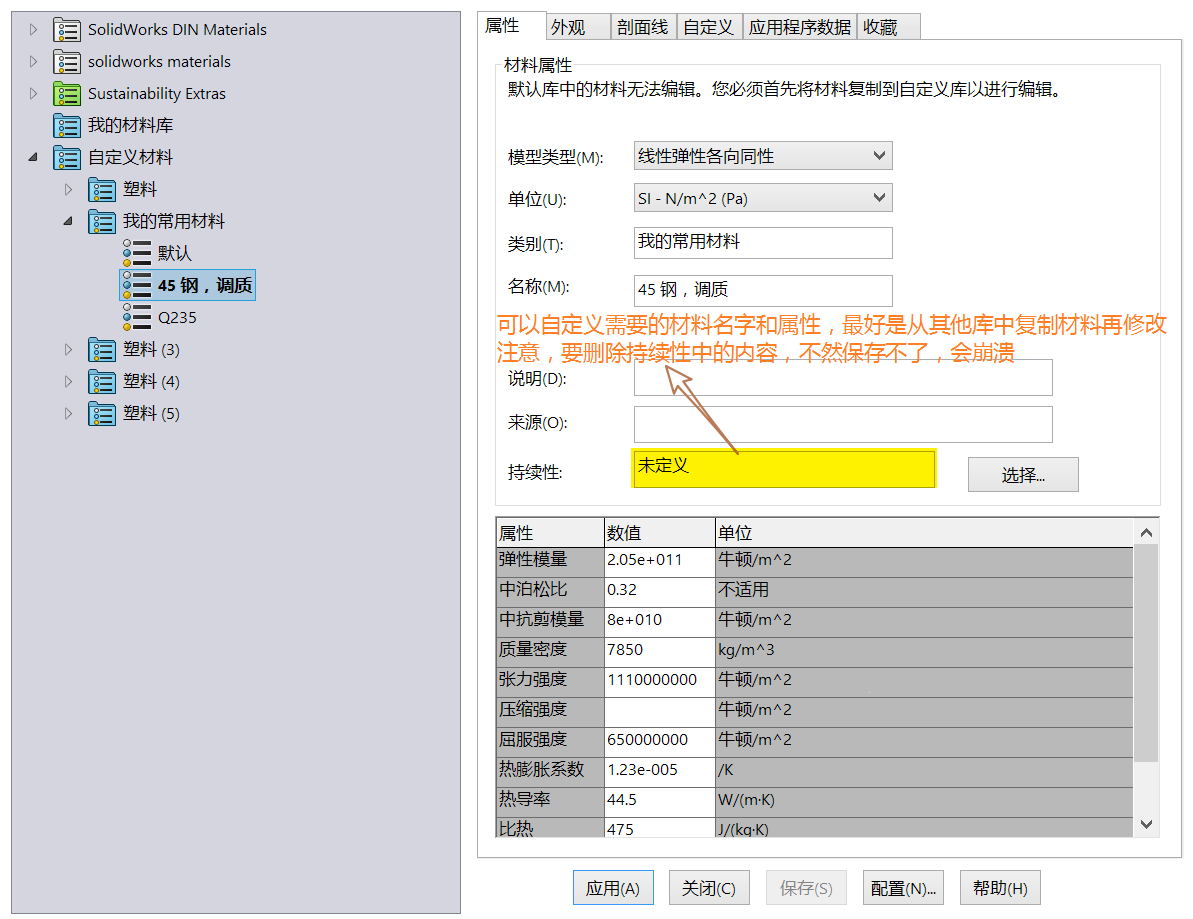 SolidWorks DIN Materials
solidworks materials
Sustainability Extras
我的材料库
自定义材料
塑料
我的常用材料
默认
45 钢，调质
Q235
塑料 (3)
塑料 (4)
塑料 (5)
属性 外观 剖面线 自定义 应用程序数据 收藏
材料属性
默认库中的材料无法编辑。您必须首先将材料复制到自定义库以进行编辑。
模型类型(M): 线性弹性各向同性
单位(U): SI - N/m^2 (Pa)
类别(T): 我的常用材料
名称(M): 45 钢，调质
可以自定义需要的材料名字和属性，最好是从其他库中复制材料再修改
注意，要删除持续性中的内容，不然保存不了，会崩溃
说明(D):
来源(O):
持续性: 未定义 选择...
属性 数值 单位
弹性模量 2.05e+011 牛顿/m^2
中泊松比 0.32 不适用
中抗剪模量 8e+010 牛顿/m^2
质量密度 7850 kg/m^3
张力强度 1110000000 牛顿/m^2
压缩强度 牛顿/m^2
屈服强度 650000000 牛顿/m^2
热膨胀系数 1.23e-005 /K
热导率 44.5 W/(m·K)
比热 475 J/(kg·K)
应用(A) 关闭(C) 保存(S) 配置(N)... 帮助(H)